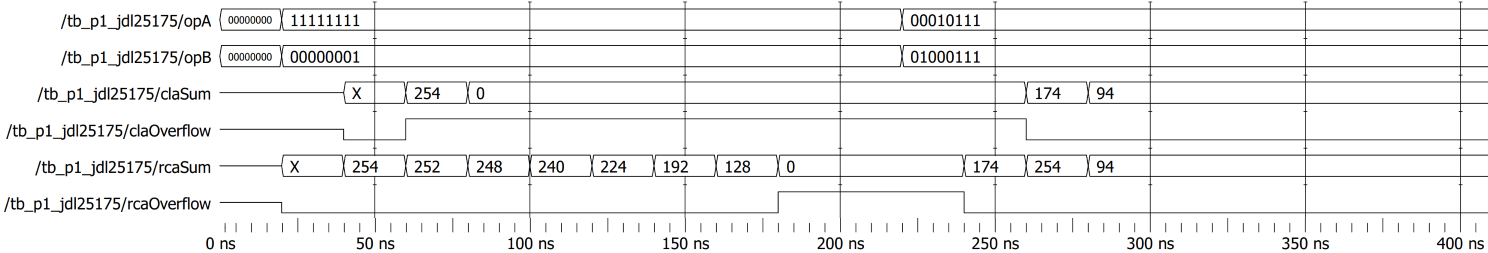 /tb_p1_jdl25175/opA 00000000 11111111 00010111
/tb_p1_jdl25175/opB 00000000 00000001 01000111
/tb_p1_jdl25175/claSum X 254 0 174 94
/tb_p1_jdl25175/claOverflow
/tb_p1_jdl25175/rcaSum X 254 252 248 240 224 192 128 0 174 254 94
/tb_p1_jdl25175/rcaOverflow
0 ns 50 ns 100 ns 150 ns 200 ns 250 ns 300 ns 350 ns 400 ns